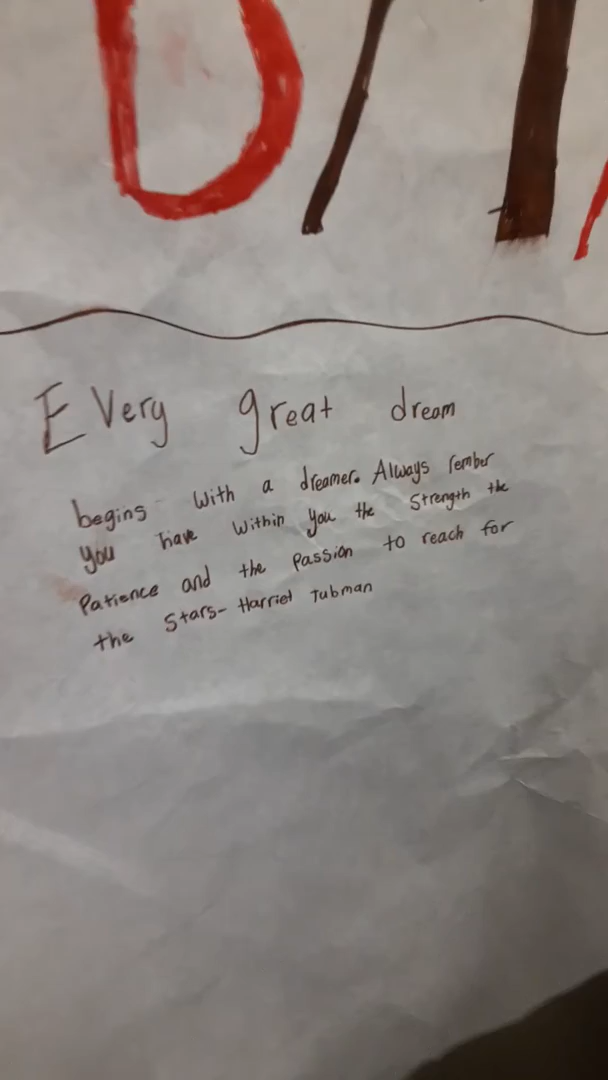 EVery great dream
begins With a dreamer. Always rember
you have Within you the Strength the
Patience and the Passion to reach for
the Stars- Harriet Tubman